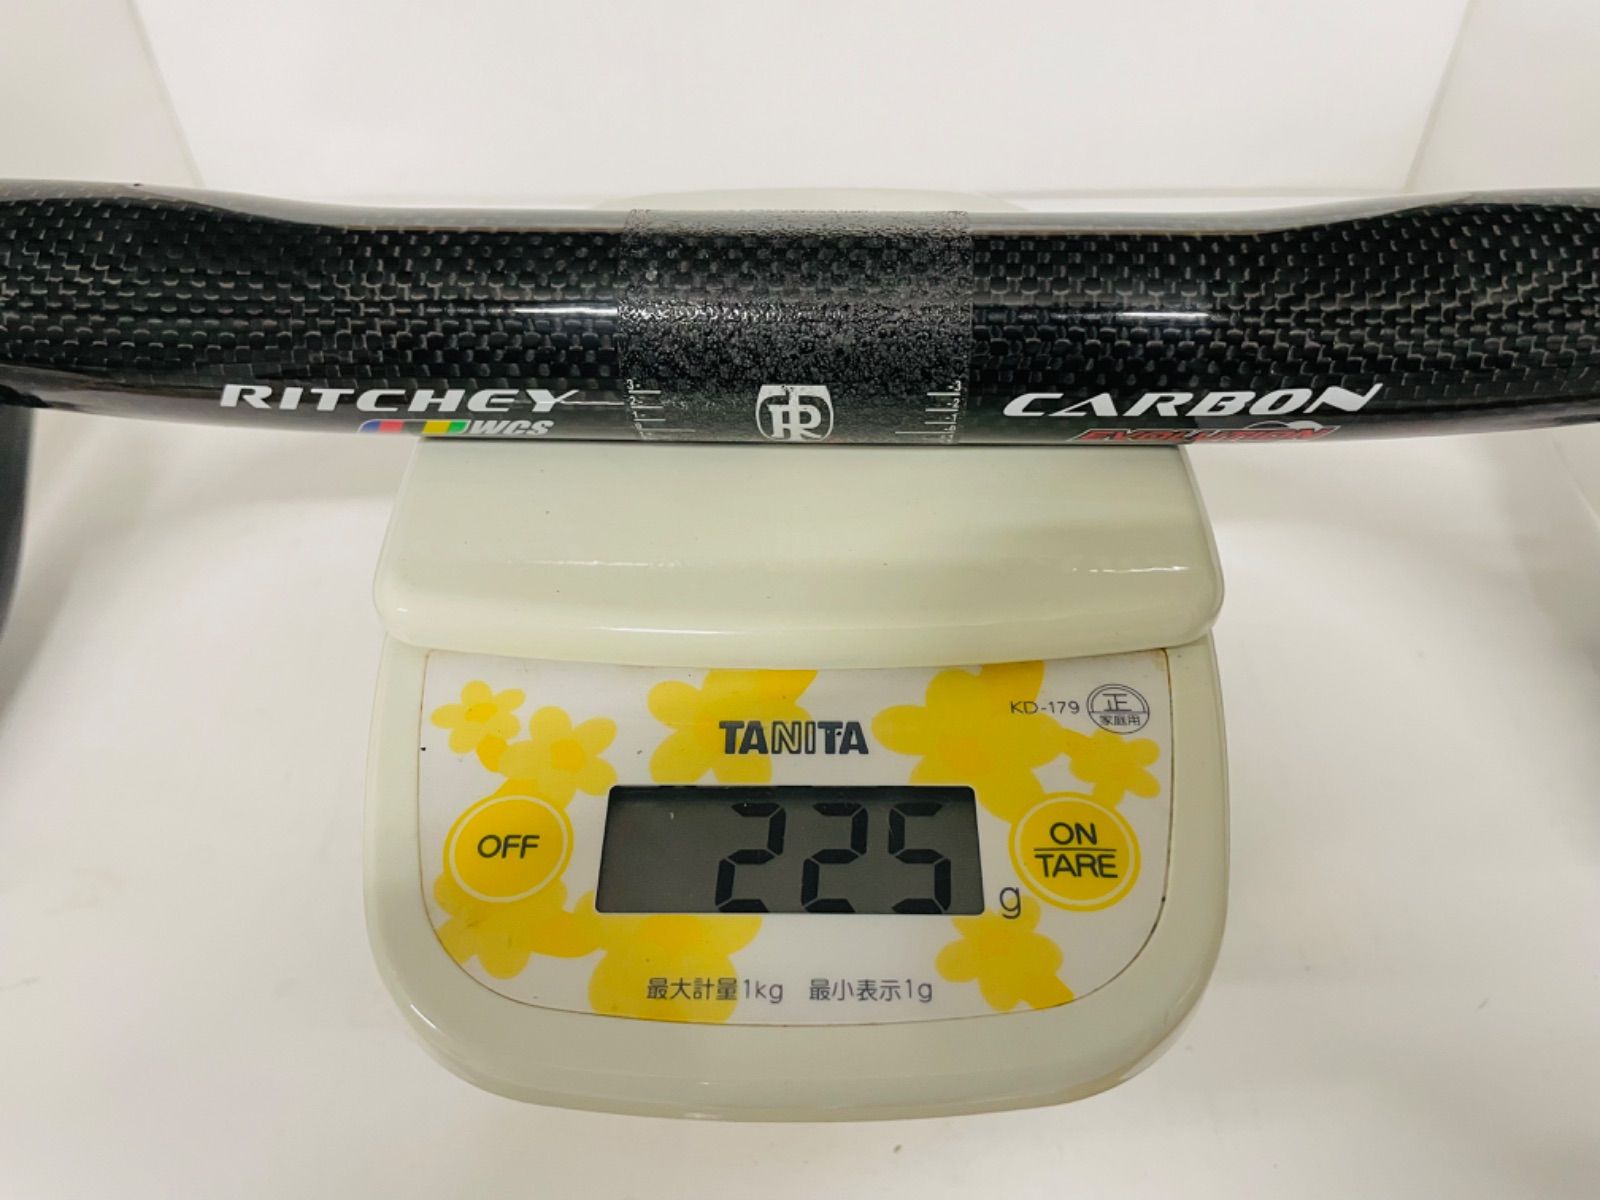 RITCHEY
WCS
CARBON
EVOLUTION
KD-179
正
家庭用
TANITA
OFF
225 g
ON
TARE
最大計量1kg 最小表示1g